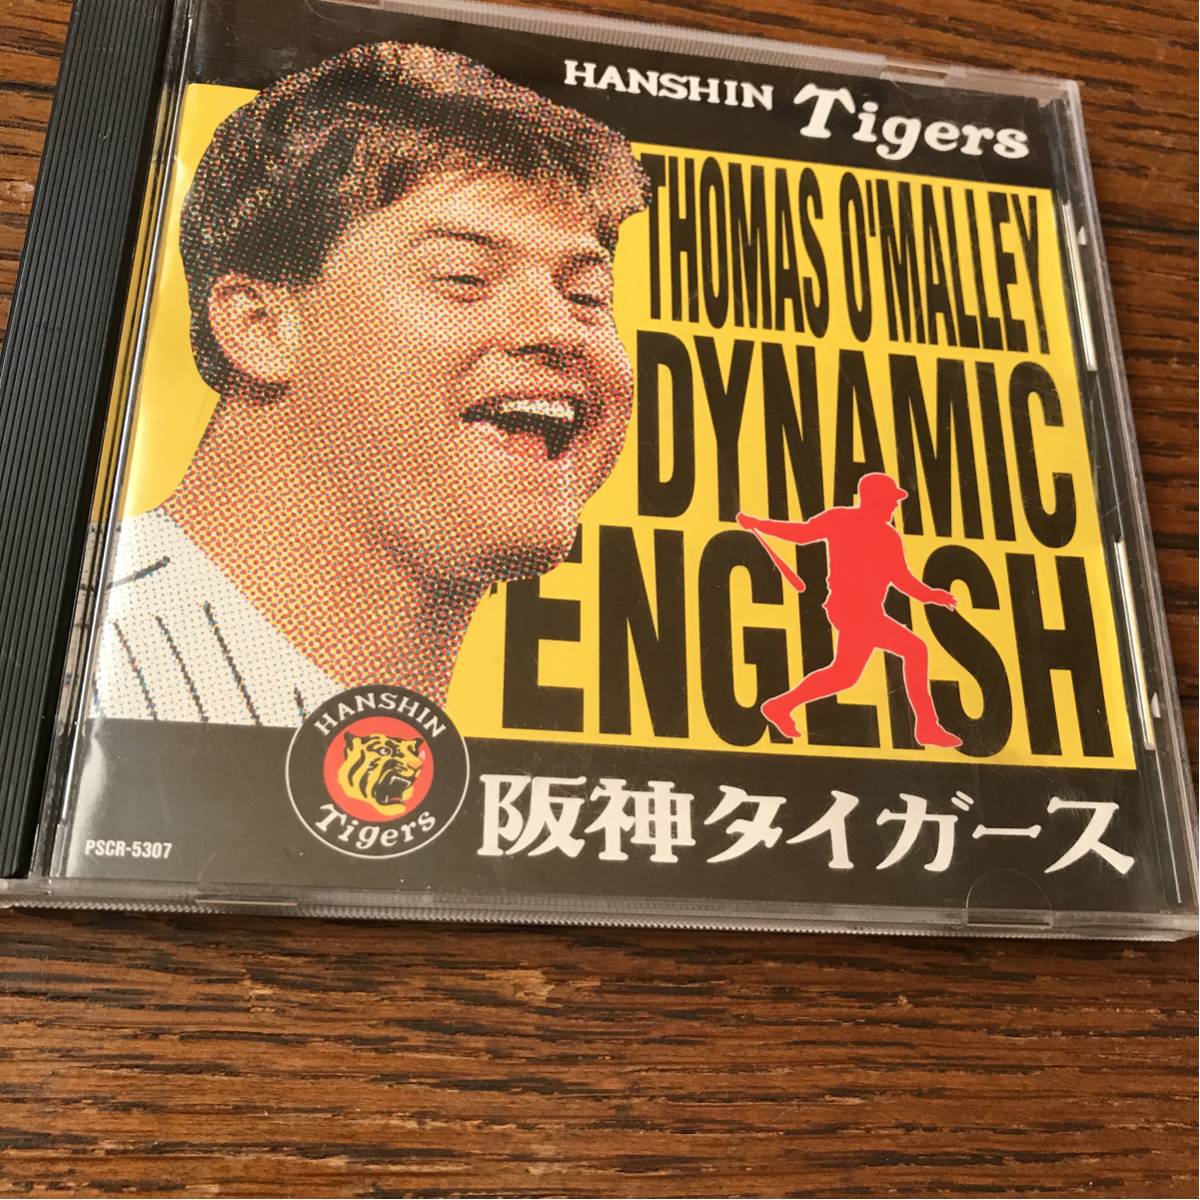 HANSHIN Tigers
THOMAS O'MALLEY
DYNAMIC
ENGLISH
HANSHIN
Tigers
阪神タイガース
PSCR-5307